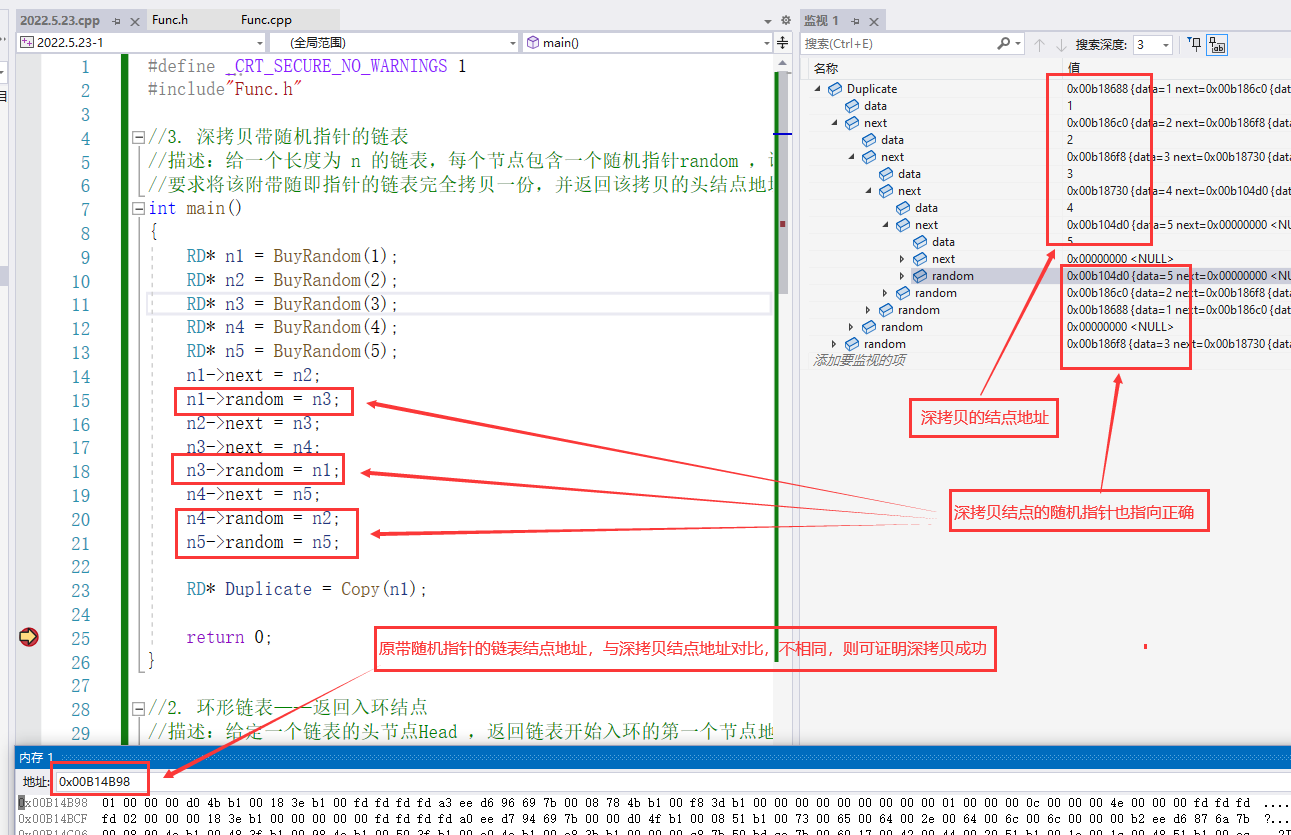 2022.5.23.cpp Func.h Func.cpp
2022.5.23-1 (全局范围) main()
1 #define _CRT_SECURE_NO_WARNINGS 1
2 #include"Func.h"
3
4 //3. 深拷贝带随机指针的链表
5 //描述：给一个长度为 n 的链表，每个节点包含一个随机指针random ，
6 //要求将该附带随即指针的链表完全拷贝一份，并返回该拷贝的头结点地
7 int main()
8 {
9 RD* n1 = BuyRandom(1);
10 RD* n2 = BuyRandom(2);
11 RD* n3 = BuyRandom(3);
12 RD* n4 = BuyRandom(4);
13 RD* n5 = BuyRandom(5);
14 n1->next = n2;
15 n1->random = n3;
16 n2->next = n3;
17 n3->next = n4;
18 n3->random = n1;
19 n4->next = n5;
20 n4->random = n2;
21 n5->random = n5;
22
23 RD* Duplicate = Copy(n1);
24
25 return 0;
26 }
27
28 //2. 环形链表——返回入环结点
29 //描述：给定一个链表的头节点Head ，返回链表开始入环的第一个节点地
监视 1
搜索(Ctrl+E) 搜索深度: 3
名称 值
Duplicate 0x00b18688 {data=1 next=0x00b186c0 {dat
data 1
next 0x00b186c0 {data=2 next=0x00b186f8 {dat
data 2
next 0x00b186f8 {data=3 next=0x00b18730 {dat
data 3
next 0x00b18730 {data=4 next=0x00b104d0 {dat
data 4
next 0x00b104d0 {data=5 next=0x00000000 <NU
data 5
next 0x00000000 <NULL>
random 0x00b104d0 {data=5 next=0x00000000 <NU
random 0x00b186c0 {data=2 next=0x00b186f8 {dat
random 0x00b18688 {data=1 next=0x00b186c0 {dat
random 0x00000000 <NULL>
random 0x00b186f8 {data=3 next=0x00b18730 {dat
添加要监视的项
深拷贝的结点地址
深拷贝结点的随机指针也指向正确
原带随机指针的链表结点地址，与深拷贝结点地址对比，不相同，则可证明深拷贝成功
内存 1
地址: 0x00B14B98
0x00B14B98 01 00 00 00 d0 4b b1 00 18 3e b1 00 fd fd fd fd a3 ee d6 96 69 7b 00 08 78 4b b1 00 f8 3d b1 00 00 00 00 00 00 00 00 00 01 00 00 00 0c 00 00 00 4e 00 00 00 fd fd fd ....
0x00B14BCF fd 02 00 00 00 18 3e b1 00 00 00 00 00 fd fd fd fd a0 ee d7 94 69 7b 00 00 d0 4f b1 00 08 51 b1 00 73 00 65 00 64 00 2e 00 64 00 6c 00 6c 00 00 00 b2 ee d6 87 6a 7b ?...